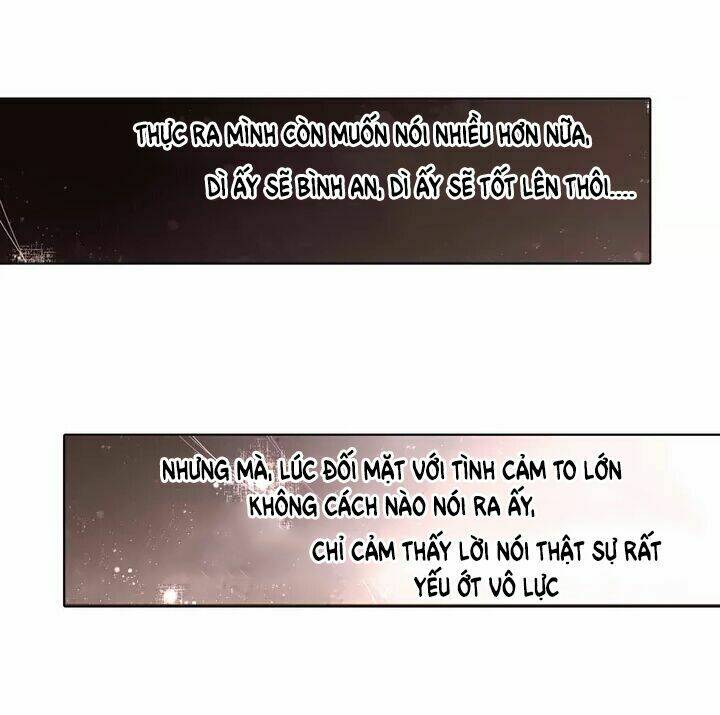 THỰC RA MÌNH CÒN MUỐN NÓI NHIỀU HƠN NỮA,
DÌ ẤY SẼ BÌNH AN, DÌ ẤY SẼ TỐT LÊN THÔI....
NHƯNG MÀ, LÚC ĐỐI MẶT VỚI TÌNH CẢM TO LỚN
KHÔNG CÁCH NÀO NÓI RA ẤY,
CHỈ CẢM THẤY LỜI NÓI THẬT SỰ RẤT
YẾU ỚT VÔ LỰC